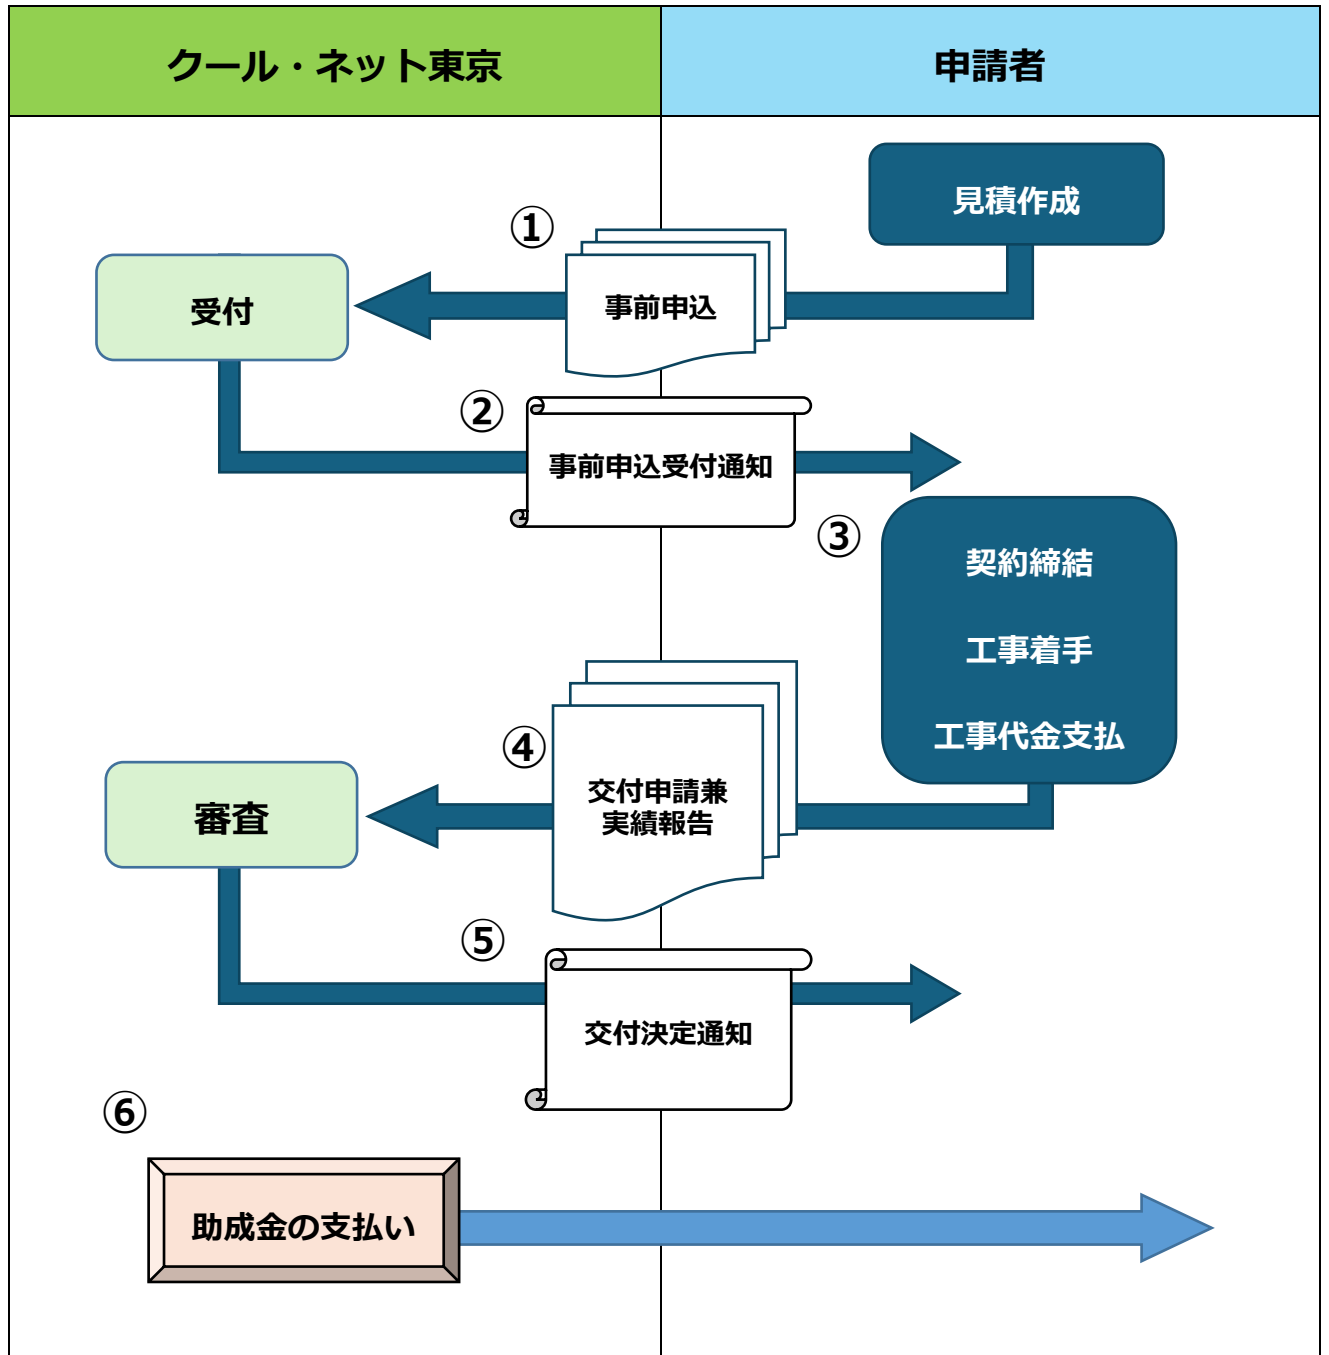 クール・ネット東京
申請者
見積作成
①
事前申込
受付
②
事前申込受付通知
③
契約締結
工事着手
工事代金支払
④
交付申請兼
実績報告
審査
⑤
交付決定通知
⑥
助成金の支払い